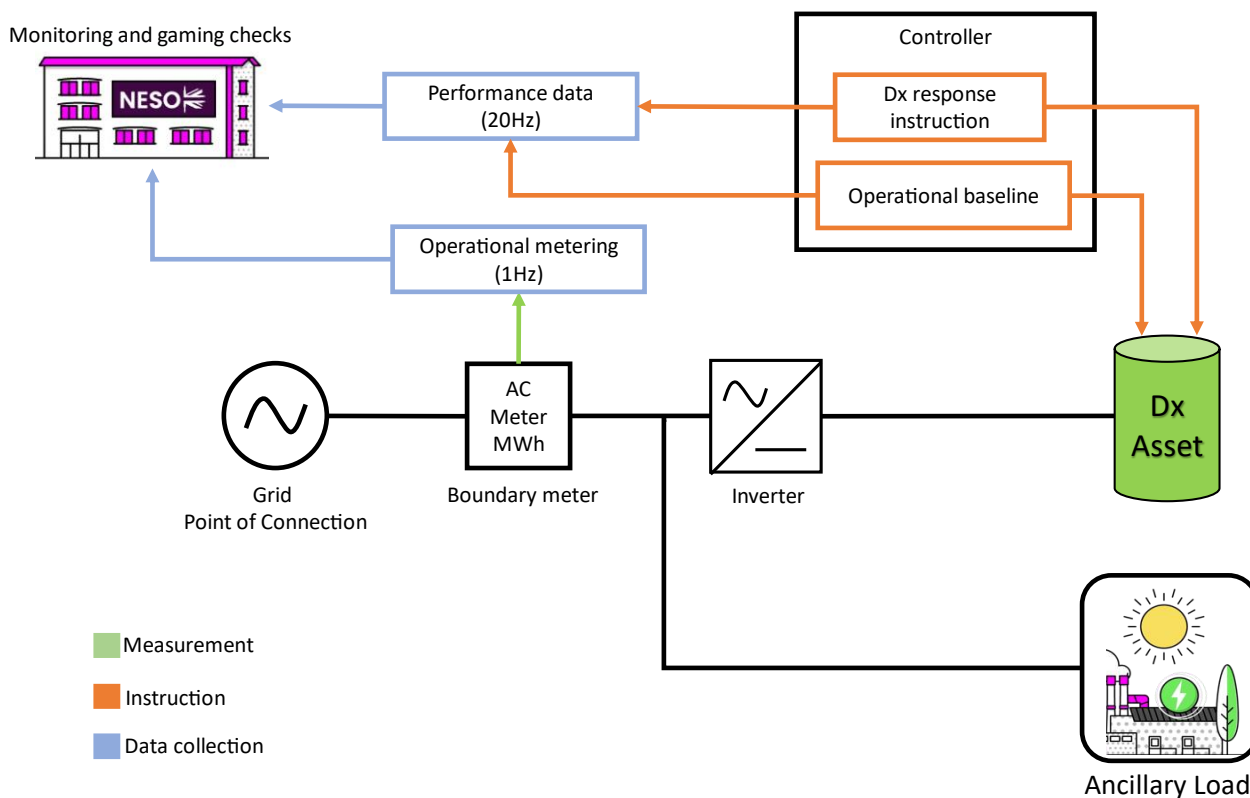 Monitoring and gaming checks
NESO
Performance data
(20Hz)
Controller
Dx response
instruction
Operational baseline
Operational metering
(1Hz)
AC
Meter
MWh
Dx
Asset
Grid
Point of Connection
Boundary meter
Inverter
Measurement
Instruction
Data collection
Ancillary Load